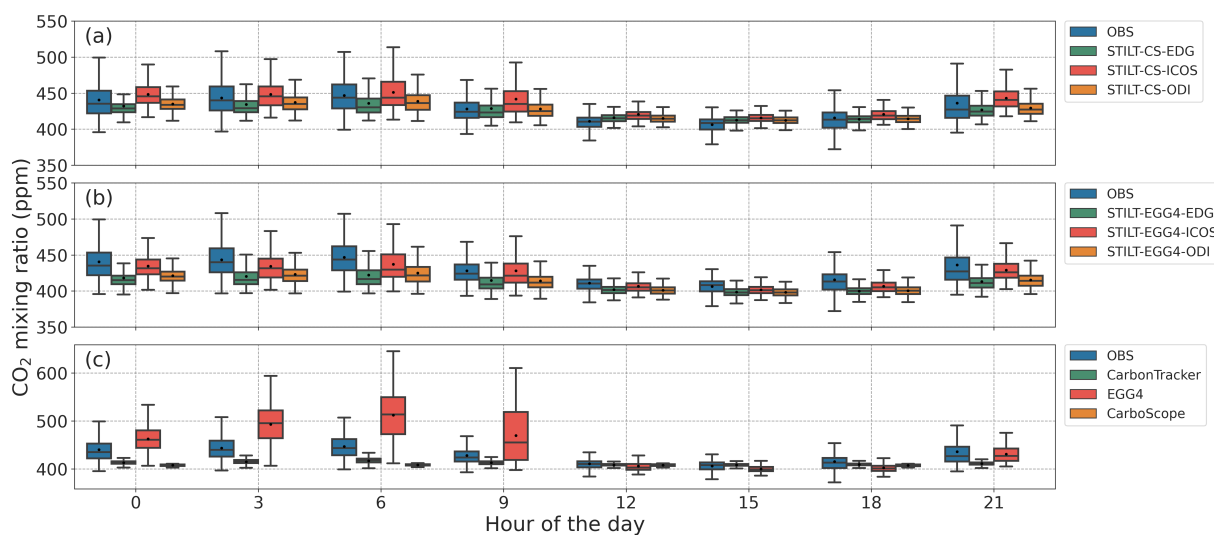 CO2 mixing ratio (ppm)
(a)
550
500
450
400
350
OBS
STILT-CS-EDG
STILT-CS-ICOS
STILT-CS-ODI
(b)
550
500
450
400
350
OBS
STILT-EGG4-EDG
STILT-EGG4-ICOS
STILT-EGG4-ODI
(c)
600
500
400
OBS
CarbonTracker
EGG4
CarboScope
0 3 6 9 12 15 18 21
Hour of the day